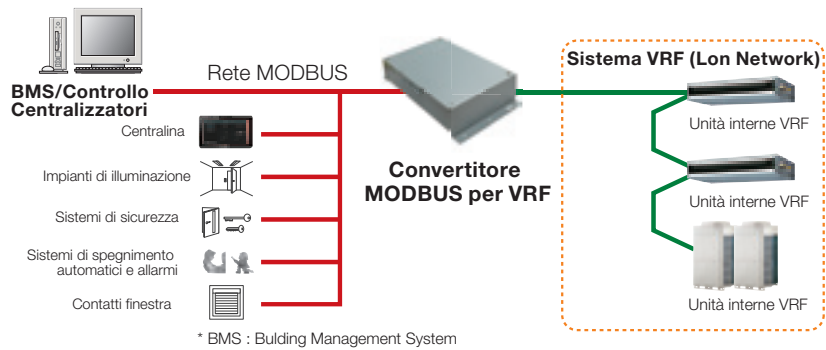 Rete MODBUS
BMS/Controllo
Centralizzatori
Centralina
Impianti di illuminazione
Sistemi di sicurezza
Sistemi di spegnimento
automatici e allarmi
Contatti finestra
Convertitore
MODBUS per VRF
Sistema VRF (Lon Network)
Unità interne VRF
Unità interne VRF
Unità interne VRF
* BMS : Bulding Management System